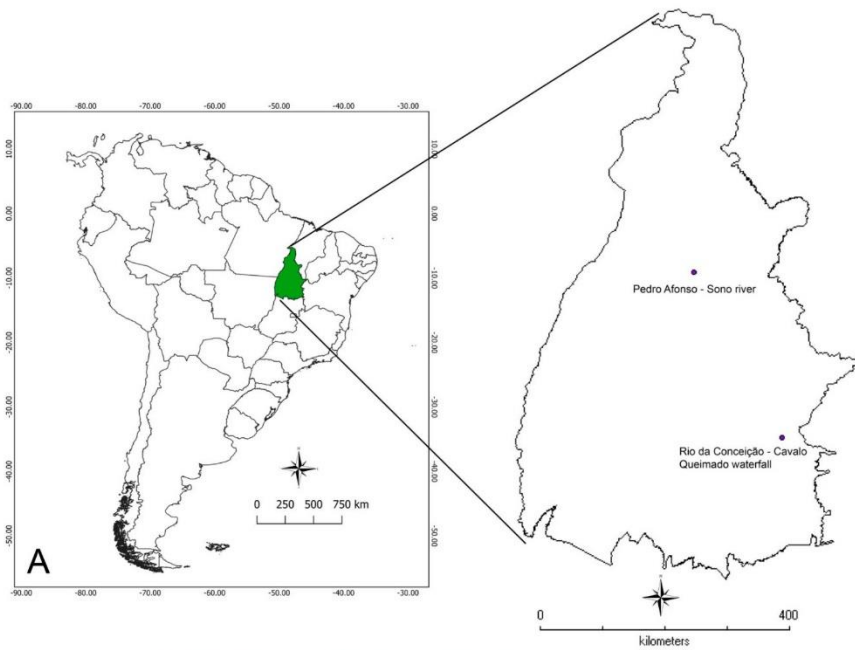 -90.00 -80.00 -70.00 -60.00 -50.00 -40.00 -30.00
10.00
0.00
-10.00
-20.00
-30.00
-40.00
-50.00
10.00
0.00
-10.00
-20.00
-30.00
-40.00
-50.00
0 250 500 750 km
A
-90.00 -80.00 -70.00 -60.00 -50.00 -40.00 -30.00
Pedro Afonso - Sono river
Rio da Conceição - Cavalo
Queimado waterfall
0 400
kilometers